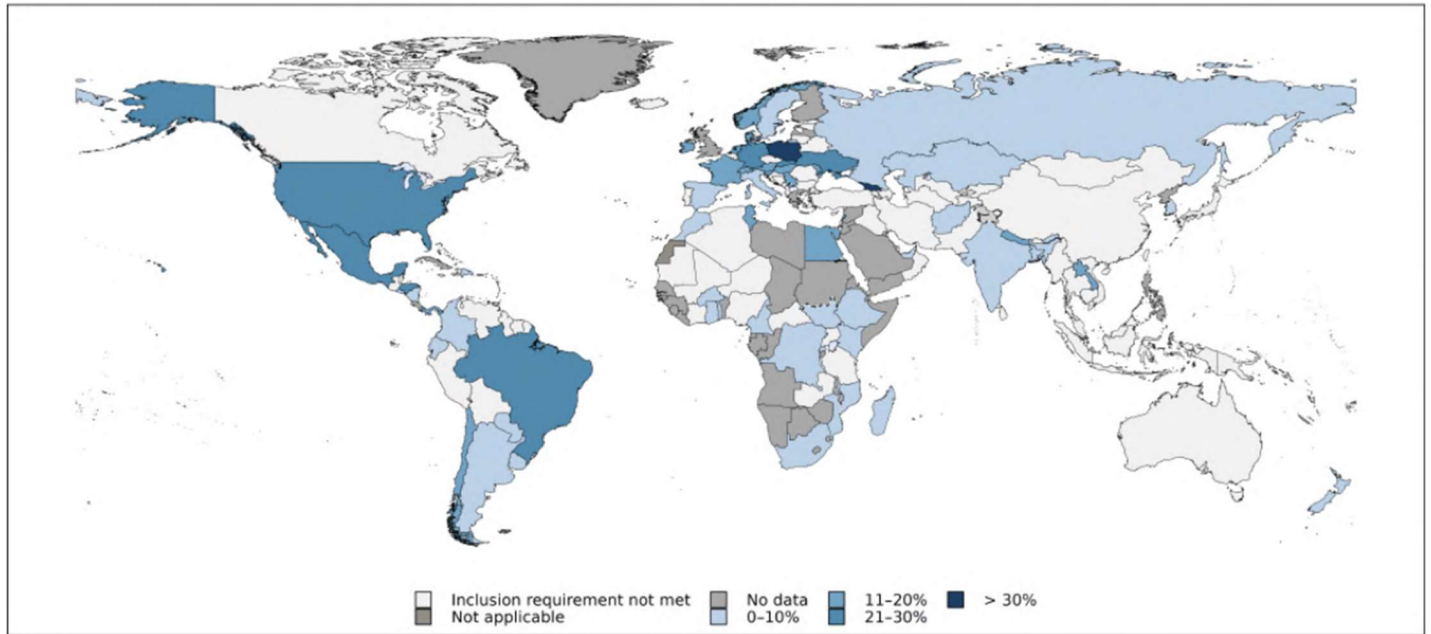 Inclusion requirement not met
Not applicable
No data
0–10%
11–20%
21–30%
> 30%